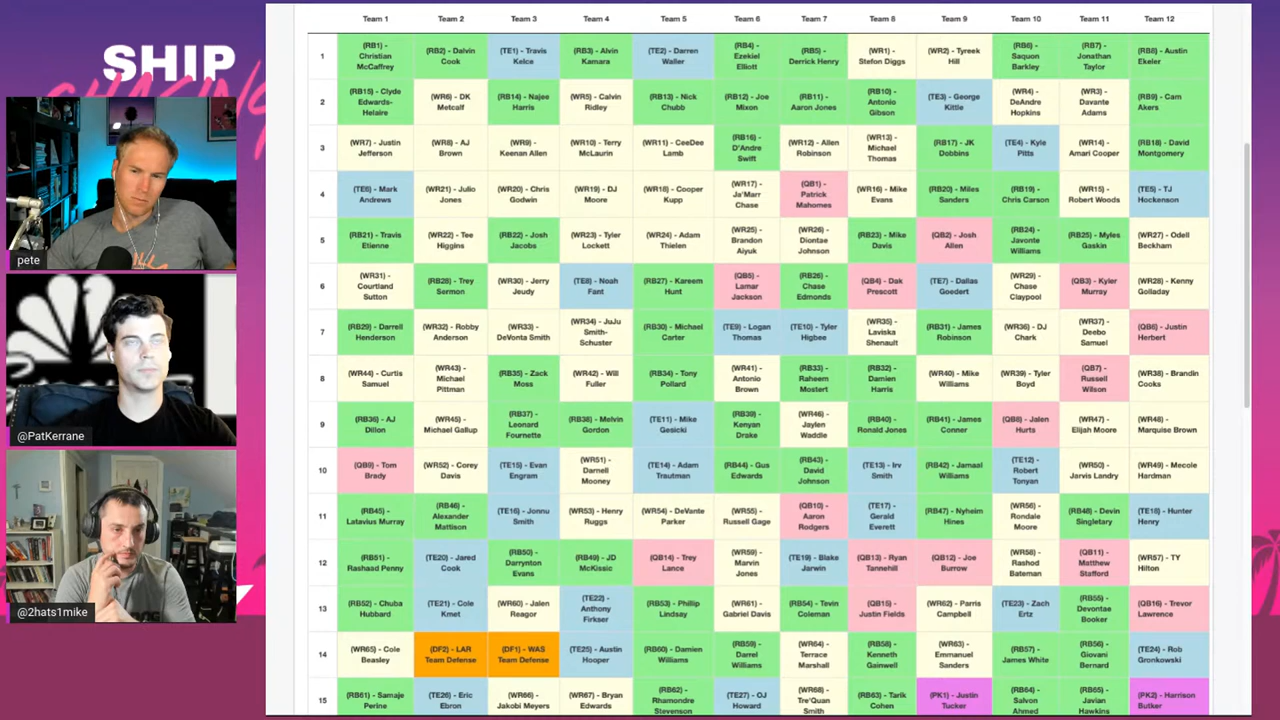 SHIP
pete
@PatKerrane
@2hats1mike
Team 1 Team 2 Team 3 Team 4 Team 5 Team 6 Team 7 Team 8 Team 9 Team 10 Team 11 Team 12
1 (RB1) - Christian McCaffrey (RB2) - Dalvin Cook (TE1) - Travis Kelce (RB3) - Alvin Kamara (TE2) - Darren Waller (RB4) - Ezekiel Elliott (RB5) - Derrick Henry (WR1) - Stefon Diggs (WR2) - Tyreek Hill (RB6) - Saquon Barkley (RB7) - Jonathan Taylor (RB8) - Austin Ekeler
2 (RB15) - Clyde Edwards-Helaire (WR6) - DK Metcalf (RB14) - Najee Harris (WR5) - Calvin Ridley (RB13) - Nick Chubb (RB12) - Joe Mixon (RB11) - Aaron Jones (RB10) - Antonio Gibson (TE3) - George Kittle (WR4) - DeAndre Hopkins (WR3) - Davante Adams (RB9) - Cam Akers
3 (WR7) - Justin Jefferson (WR8) - AJ Brown (WR9) - Keenan Allen (WR10) - Terry McLaurin (WR11) - CeeDee Lamb (RB16) - D'Andre Swift (WR12) - Allen Robinson (WR13) - Michael Thomas (RB17) - JK Dobbins (TE4) - Kyle Pitts (WR14) - Amari Cooper (RB18) - David Montgomery
4 (TE6) - Mark Andrews (WR21) - Julio Jones (WR20) - Chris Godwin (WR19) - DJ Moore (WR18) - Cooper Kupp (WR17) - Ja'Marr Chase (QB1) - Patrick Mahomes (WR16) - Mike Evans (RB20) - Miles Sanders (RB19) - Chris Carson (WR15) - Robert Woods (TE5) - TJ Hockenson
5 (RB21) - Travis Etienne (WR22) - Tee Higgins (RB22) - Josh Jacobs (WR23) - Tyler Lockett (WR24) - Adam Thielen (WR25) - Brandon Aiyuk (WR26) - Diontae Johnson (RB23) - Mike Davis (QB2) - Josh Allen (RB24) - Javonte Williams (RB25) - Myles Gaskin (WR27) - Odell Beckham
6 (WR31) - Courtland Sutton (RB28) - Trey Sermon (WR30) - Jerry Jeudy (TE8) - Noah Fant (RB27) - Kareem Hunt (QB5) - Lamar Jackson (RB26) - Chase Edmonds (QB4) - Dak Prescott (TE7) - Dallas Goedert (WR29) - Chase Claypool (QB3) - Kyler Murray (WR28) - Kenny Golladay
7 (RB29) - Darrell Henderson (WR32) - Robby Anderson (WR33) - DeVonta Smith (WR34) - JuJu Smith-Schuster (RB30) - Michael Carter (TE9) - Logan Thomas (TE10) - Tyler Higbee (WR35) - Laviska Shenault (RB31) - James Robinson (WR36) - DJ Chark (WR37) - Deebo Samuel (QB6) - Justin Herbert
8 (WR44) - Curtis Samuel (WR43) - Michael Pittman (RB35) - Zack Moss (WR42) - Will Fuller (RB34) - Tony Pollard (WR41) - Antonio Brown (RB33) - Raheem Mostert (RB32) - Damien Harris (WR40) - Mike Williams (WR39) - Tyler Boyd (QB7) - Russell Wilson (WR38) - Brandin Cooks
9 (RB36) - AJ Dillon (WR45) - Michael Gallup (RB37) - Leonard Fournette (RB38) - Melvin Gordon (TE11) - Mike Gesicki (RB39) - Kenyan Drake (WR46) - Jaylen Waddle (RB40) - Ronald Jones (RB41) - James Conner (QB8) - Jalen Hurts (WR47) - Elijah Moore (WR48) - Marquise Brown
10 (QB9) - Tom Brady (WR52) - Corey Davis (TE15) - Evan Engram (WR51) - Darnell Mooney (TE14) - Adam Trautman (RB44) - Gus Edwards (RB43) - David Johnson (TE13) - Irv Smith (RB42) - Jamaal Williams (TE12) - Robert Tonyan (WR50) - Jarvis Landry (WR49) - Mecole Hardman
11 (RB45) - Latavius Murray (RB46) - Alexander Mattison (TE16) - Jonnu Smith (WR53) - Henry Ruggs (WR54) - DeVante Parker (WR55) - Russell Gage (QB10) - Aaron Rodgers (TE17) - Gerald Everett (RB47) - Nyheim Hines (WR56) - Rondale Moore (RB48) - Devin Singletary (TE18) - Hunter Henry
12 (RB51) - Rashaad Penny (TE20) - Jared Cook (RB50) - Darrynton Evans (RB49) - JD McKissic (QB14) - Trey Lance (WR59) - Marvin Jones (TE19) - Blake Jarwin (QB13) - Ryan Tannehill (QB12) - Joe Burrow (WR58) - Rashod Bateman (QB11) - Matthew Stafford (WR57) - TY Hilton
13 (RB52) - Chuba Hubbard (TE21) - Cole Kmet (WR60) - Jalen Reagor (TE22) - Anthony Firkser (RB53) - Phillip Lindsay (WR61) - Gabriel Davis (RB54) - Tevin Coleman (QB15) - Justin Fields (WR62) - Parris Campbell (TE23) - Zach Ertz (RB55) - Devontae Booker (QB16) - Trevor Lawrence
14 (WR65) - Cole Beasley (DF2) - LAR Team Defense (DF1) - WAS Team Defense (TE25) - Austin Hooper (RB60) - Damien Williams (RB59) - Darrel Williams (WR64) - Terrace Marshall (RB58) - Kenneth Gainwell (WR63) - Emmanuel Sanders (RB57) - James White (RB56) - Giovani Bernard (TE24) - Rob Gronkowski
15 (RB61) - Samaje Perine (TE26) - Eric Ebron (WR66) - Jakobi Meyers (WR67) - Bryan Edwards (RB62) - Rhamondre Stevenson (TE27) - OJ Howard (WR68) - Tre'Quan Smith (RB63) - Tarik Cohen (PK1) - Justin Tucker (RB64) - Salvon Ahmed (RB65) - Javian Hawkins (PK2) - Harrison Butker